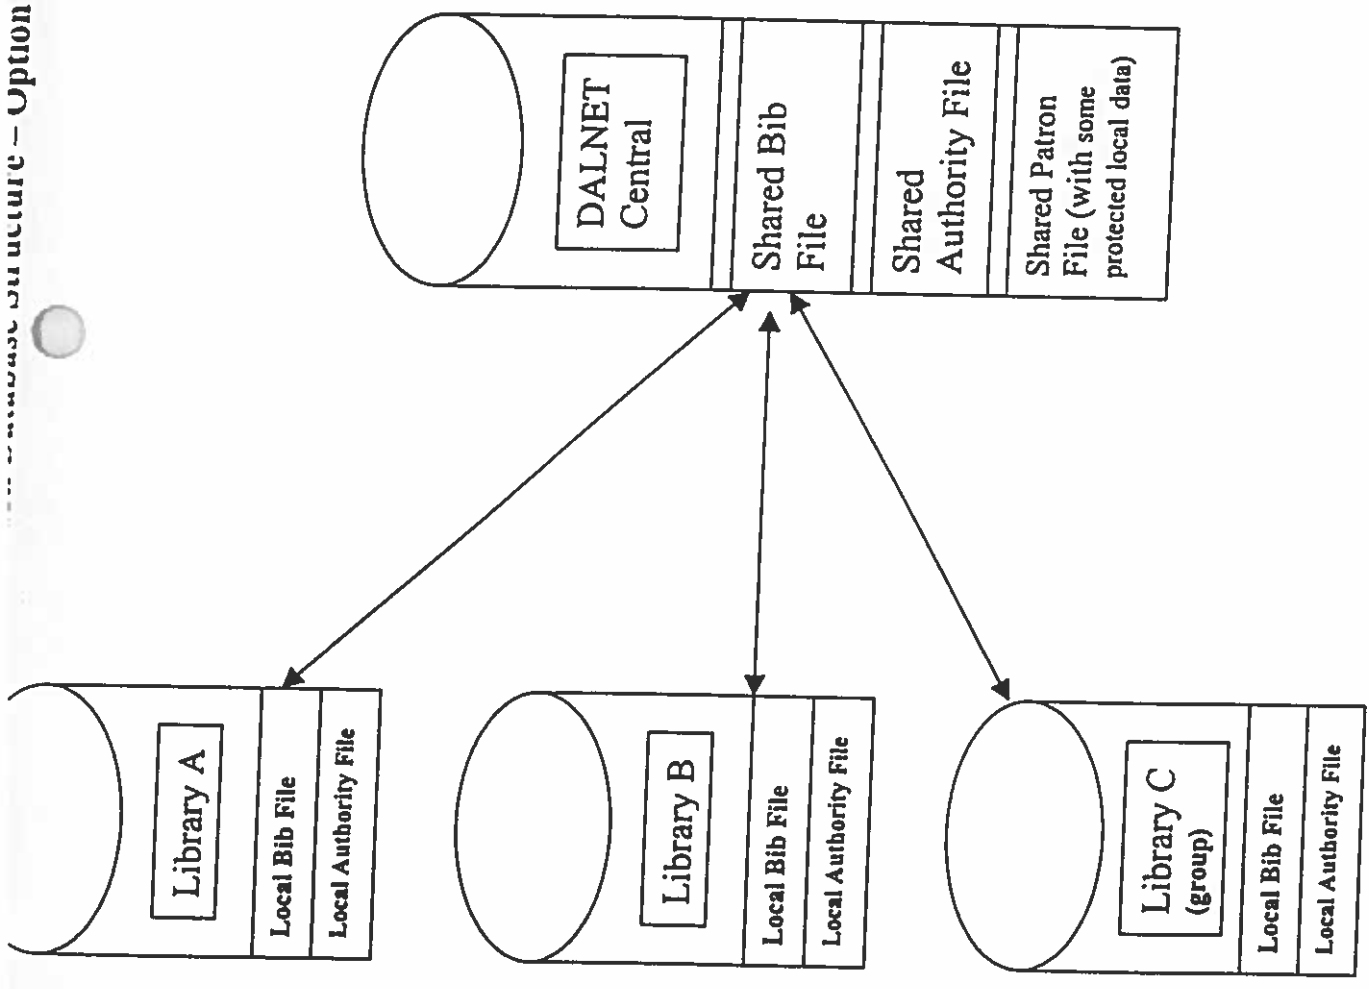 Database Structure – Option
DALNET
Central
Shared Bib
File
Shared
Authority File
Shared Patron
File (with some
protected local data)
Library A
Local Bib File
Local Authority File
Library B
Local Bib File
Local Authority File
Library C
(group)
Local Bib File
Local Authority File